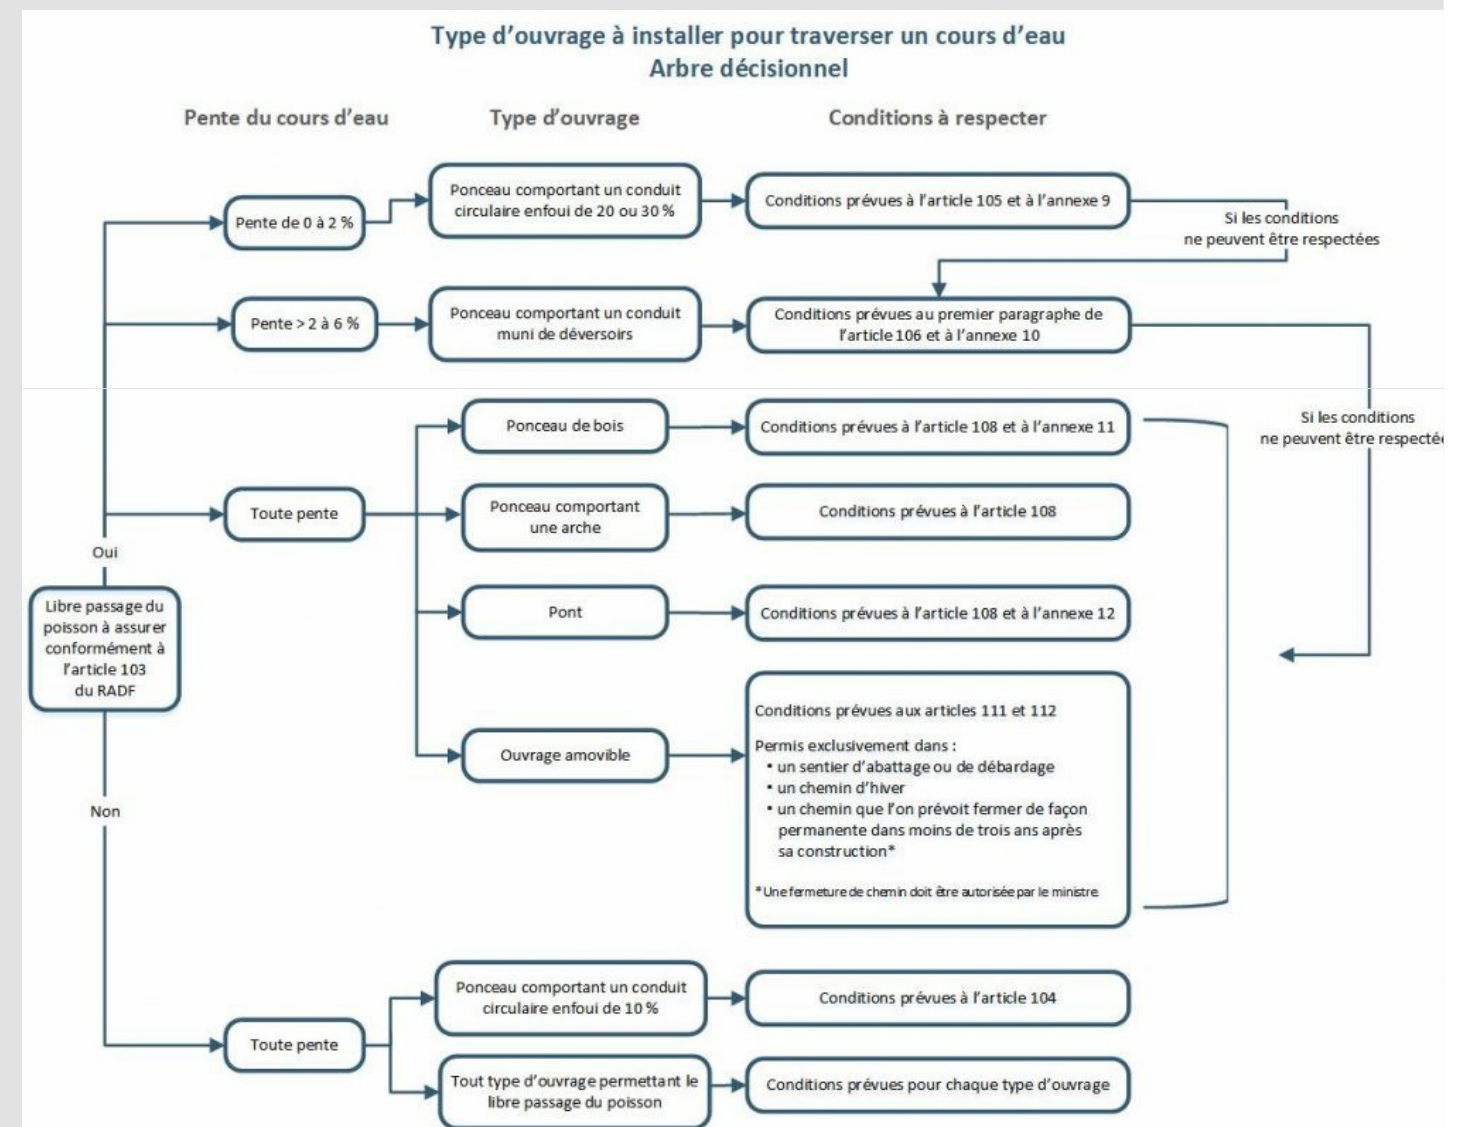 Type d’ouvrage à installer pour traverser un cours d’eau
Arbre décisionnel
Pente du cours d’eau
Type d’ouvrage
Conditions à respecter
Pente de 0 à 2 %
Ponceau comportant un conduit
circulaire enfoui de 20 ou 30 %
Conditions prévues à l’article 105 et à l’annexe 9
Si les conditions
ne peuvent être respectées
Pente > 2 à 6 %
Ponceau comportant un conduit
muni de déversoirs
Conditions prévues au premier paragraphe de
l’article 106 et à l’annexe 10
Si les conditions
ne peuvent être respectée
Oui
Toute pente
Ponceau de bois
Conditions prévues à l’article 108 et à l’annexe 11
Ponceau comportant
une arche
Conditions prévues à l’article 108
Pont
Conditions prévues à l’article 108 et à l’annexe 12
Ouvrage amovible
Conditions prévues aux articles 111 et 112
Permis exclusivement dans :
• un sentier d’abattage ou de débardage
• un chemin d’hiver
• un chemin que l’on prévoit fermer de façon
permanente dans moins de trois ans après
sa construction*
*Une fermeture de chemin doit être autorisée par le ministre
Libre passage du
poisson à assurer
conformément à
l’article 103
du RADF
Non
Toute pente
Ponceau comportant un conduit
circulaire enfoui de 10 %
Conditions prévues à l’article 104
Tout type d’ouvrage permettant le
libre passage du poisson
Conditions prévues pour chaque type d’ouvrage